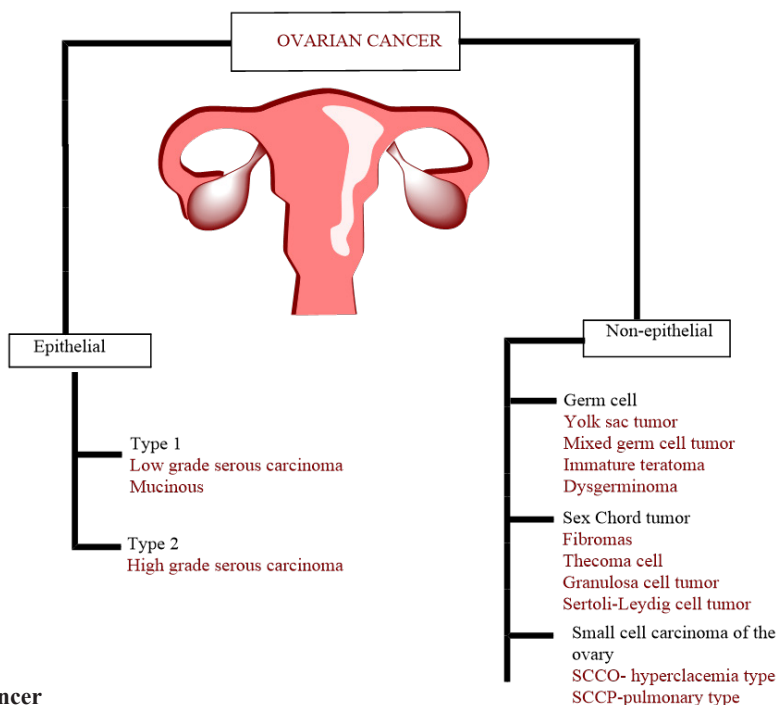 OVARIAN CANCER
Epithelial
Type 1
Low grade serous carcinoma
Mucinous
Type 2
High grade serous carcinoma
Non-epithelial
Germ cell
Yolk sac tumor
Mixed germ cell tumor
Immature teratoma
Dysgerminoma
Sex Chord tumor
Fibromas
Thecoma cell
Granulosa cell tumor
Sertoli-Leydig cell tumor
Small cell carcinoma of the
ovary
SCCO- hyperclacemia type
SCCP-pulmonary type
ncer